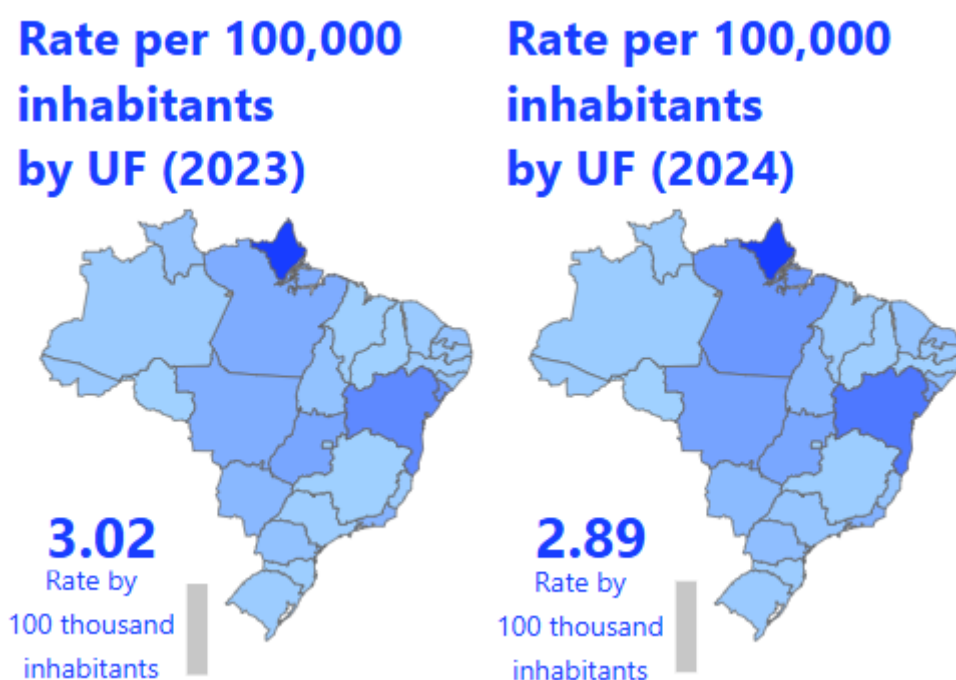 Rate per 100,000
inhabitants
by UF (2023)
3.02
Rate by
100 thousand
inhabitants
Rate per 100,000
inhabitants
by UF (2024)
2.89
Rate by
100 thousand
inhabitants